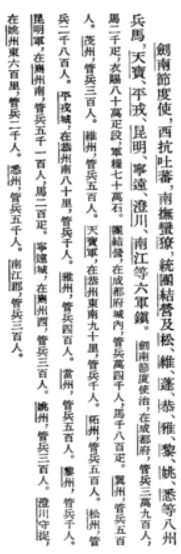 劍南節度使，西抗吐蕃，南撫蠻獠，統團結營及松、維、蓬、恭、雅、黎、姚、悉等八州
兵馬，天寶、平戎、昆明、寧遠、澄川、南江等六軍鎮。劍南節度使治在成都府，管兵三萬九百人，
馬二千疋，衣賜八十萬疋段，軍糧七十萬石。團結營，在成都府城內，管兵萬四千人，馬千八百疋。翼州，管兵五百
人。茂州，管兵三百人。維州，管兵五百人。天寶軍，在恭州東南九十里，管兵千人。柘州，管兵五百人。松州，管
兵二千八百人。平戎城，在恭州南八十里，管兵千人。雅州，管兵四百人。當州，管兵五百人。黎州，管兵千人。
昆明軍，在巂州南，管兵五千一百人，馬二百疋。寧遠城，在巂州西，管兵三百人。姚州，管兵三百人。澄川守捉，
在姚州東六百里，管兵二千人。悉州，管兵五千人。南江郡，管兵三百人。